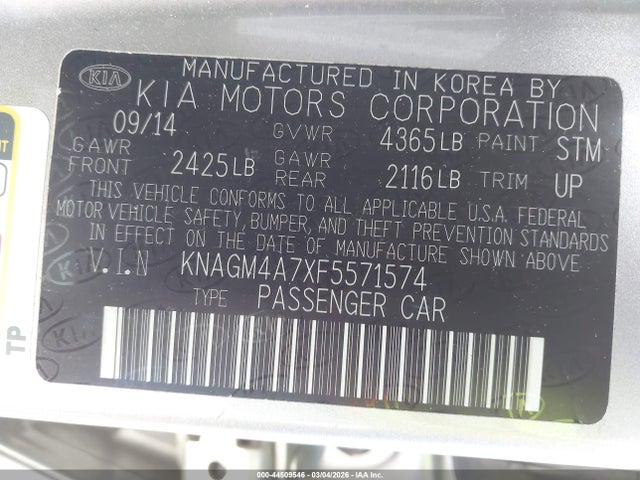 KIA MANUFACTURED IN KOREA BY
KIA MOTORS CORPORATION
09/14 GVWR 4365LB PAINT STM
GAWR FRONT 2425LB GAWR REAR 2116LB TRIM UP
THIS VEHICLE CONFORMS TO ALL APPLICABLE U.S.A. FEDERAL
MOTOR VEHICLE SAFETY, BUMPER, AND THEFT PREVENTION STANDARDS
IN EFFECT ON THE DATE OF MANUFACTURE SHOWN ABOVE
V.I.N KNAGM4A7XF5571574
TYPE PASSENGER CAR
TP
000-44509546 - 03/04/2026 - COPART